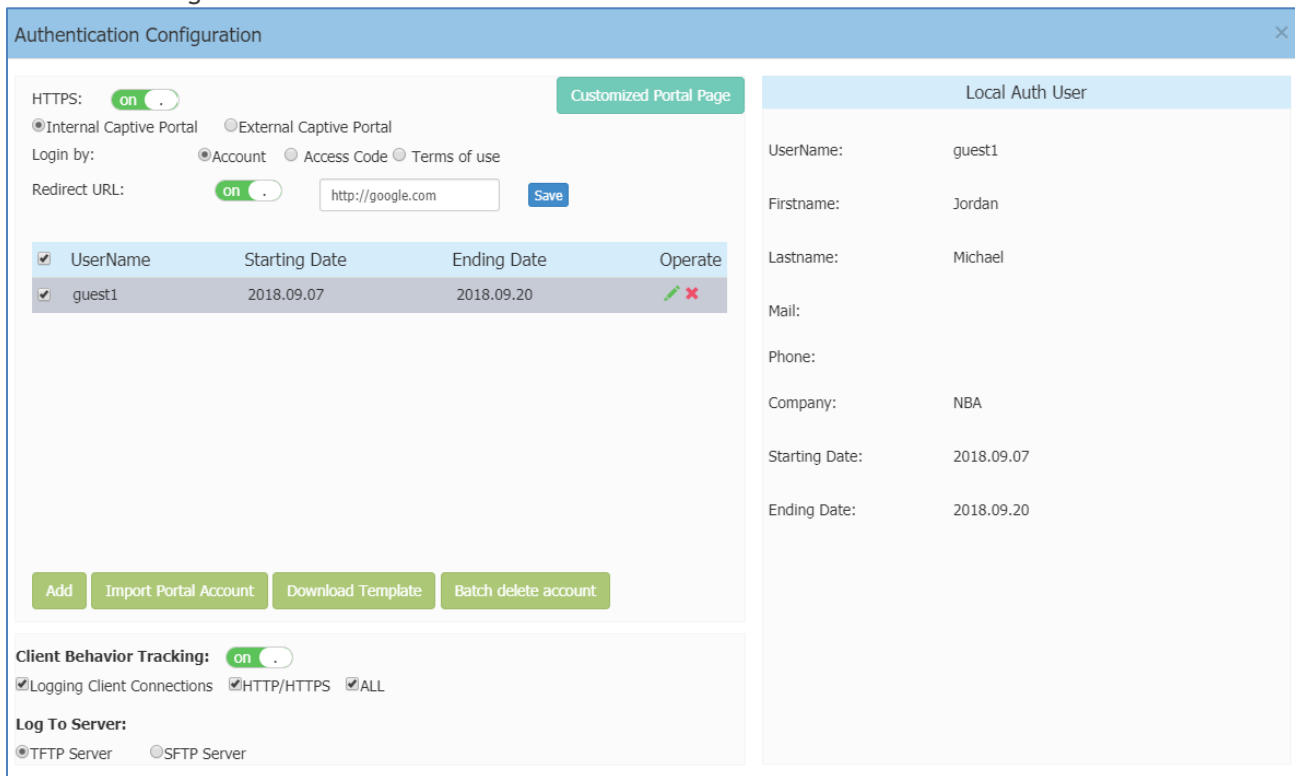 Authentication Configuration ×
HTTPS: on .
Customized Portal Page
Internal Captive Portal External Captive Portal
Login by: Account Access Code Terms of use
Redirect URL: on . http://google.com Save
UserName Starting Date Ending Date Operate
guest1 2018.09.07 2018.09.20
Add Import Portal Account Download Template Batch delete account
Client Behavior Tracking: on .
Logging Client Connections HTTP/HTTPS ALL
Log To Server:
TFTP Server SFTP Server
Local Auth User
UserName: guest1
Firstname: Jordan
Lastname: Michael
Mail:
Phone:
Company: NBA
Starting Date: 2018.09.07
Ending Date: 2018.09.20